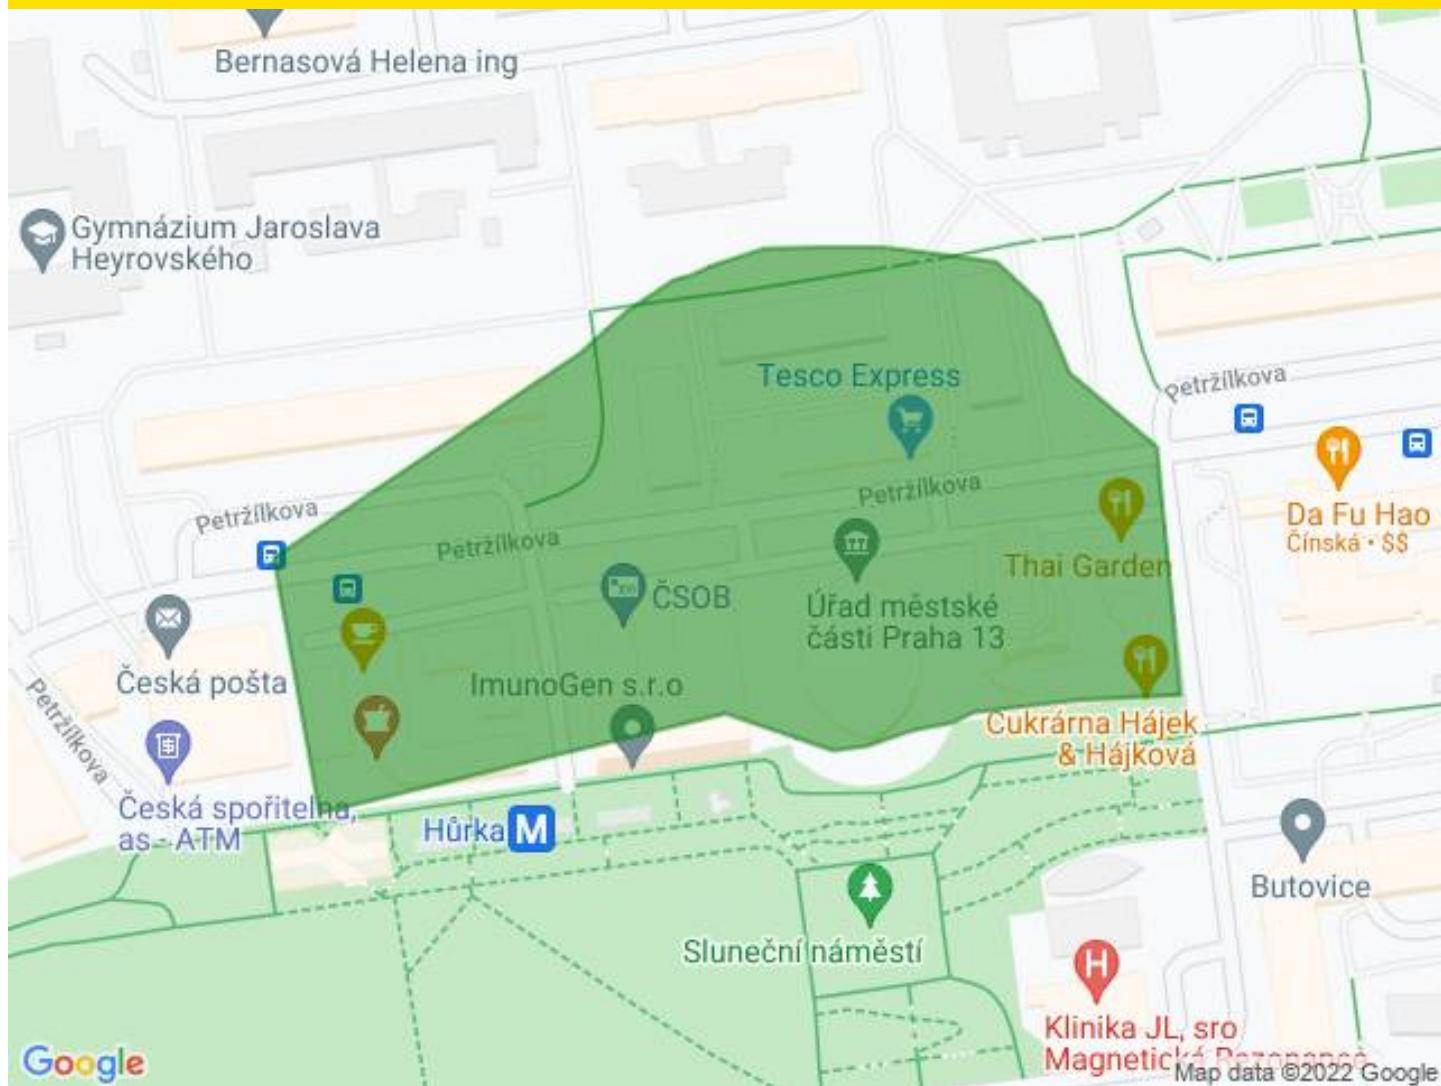 Bernasová Helena ing
Gymnázium Jaroslava
Heyrovského
Tesco Express
Petržílkova
Petržílkova
Petržílkova
Petržílkova
Da Fu Hao
Čínská • $$
Thai Garden
ČSOB
Úřad městské
části Praha 13
Česká pošta
ImunoGen s.r.o
Petržílkova
Cukrárna Hájek
& Hájková
Česká spořitelna,
as - ATM
Hůrka M
Butovice
Sluneční náměstí
H
Klinika JL, sro
Magnetická Rezonance
Google
Map data ©2022 Google